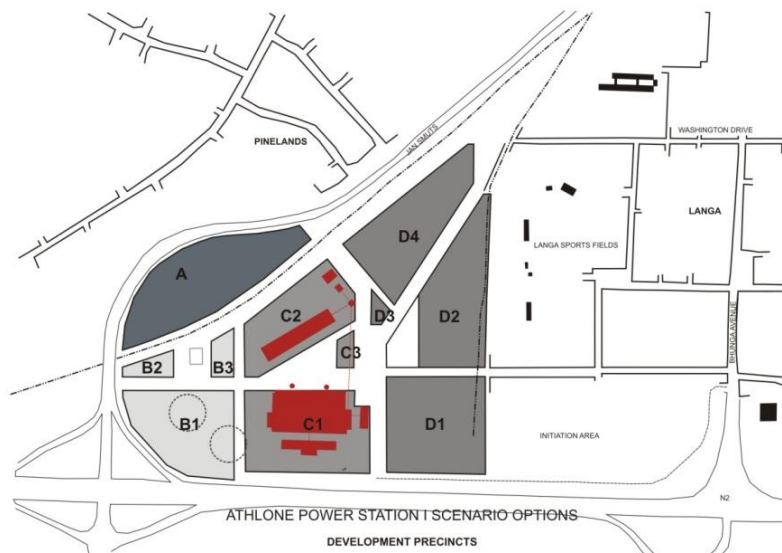 JAN SMUTS
WASHINGTON DRIVE
PINELANDS
LANGA
D4
LANGA SPORTS FIELDS
A
C2
D3
D2
C3
BHUNGA AVENUE
B2
B3
B1
C1
D1
INITIATION AREA
N2
ATHLONE POWER STATION I SCENARIO OPTIONS
DEVELOPMENT PRECINCTS